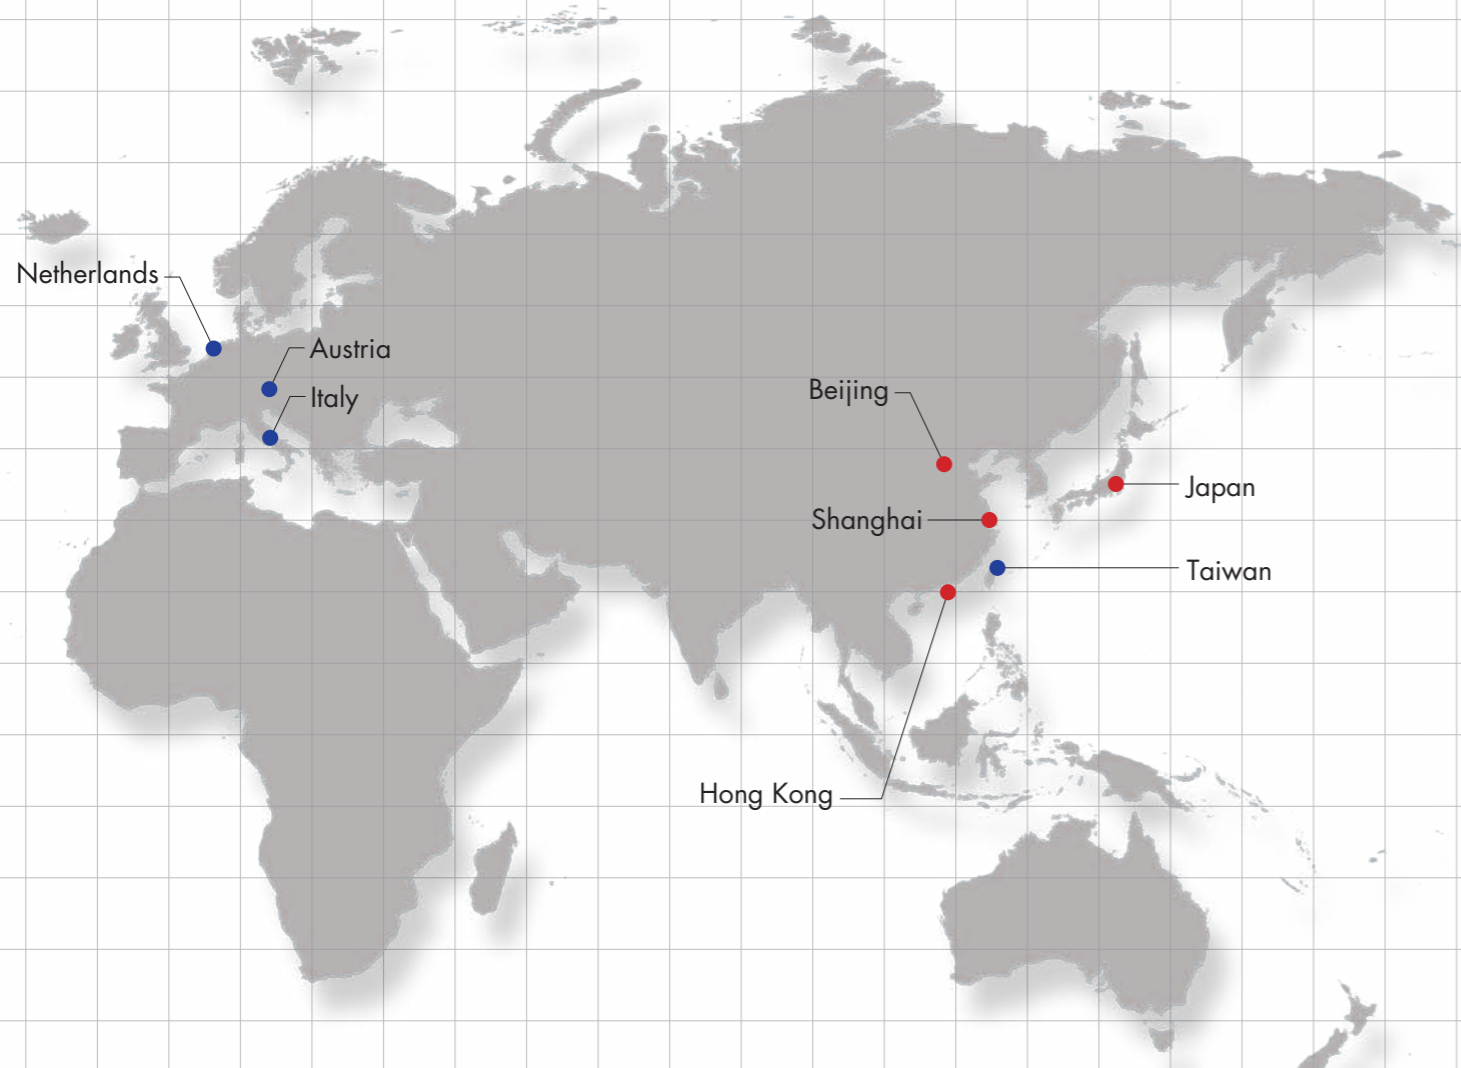 Netherlands
Austria
Italy
Beijing
Japan
Shanghai
Taiwan
Hong Kong